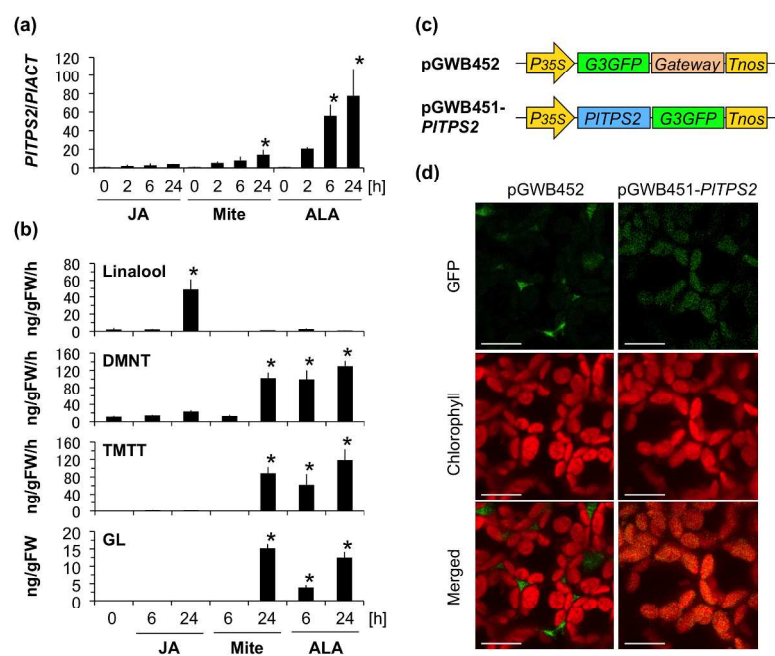 (a)
PlTPS2/PlACT
120
100
80
60
40
20
0
0 2 6 24 0 2 6 24 0 2 6 24 [h]
JA Mite ALA
* * *
*
(b)
Linalool
ng/gFW/h
80
60
40
20
0
*
DMNT
ng/gFW/h
160
120
80
40
0
* * *
TMTT
ng/gFW/h
160
120
80
40
0
* * *
GL
ng/gFW
20
15
10
5
0
* * *
0 6 24 6 24 6 24 [h]
JA Mite ALA
(c)
pGWB452
P35S G3GFP Gateway Tnos
pGWB451-
PlTPS2
P35S PlTPS2 G3GFP Tnos
(d)
pGWB452 pGWB451-PlTPS2
GFP
Chlorophyll
Merged